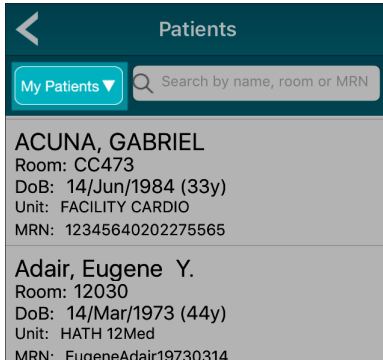 Patients
My Patients ▼
Search by name, room or MRN
ACUNA, GABRIEL
Room: CC473
DoB: 14/Jun/1984 (33y)
Unit: FACILITY CARDIO
MRN: 12345640202275565
Adair, Eugene Y.
Room: 12030
DoB: 14/Mar/1973 (44y)
Unit: HATH 12Med
MRN: EugeneAdair19730314